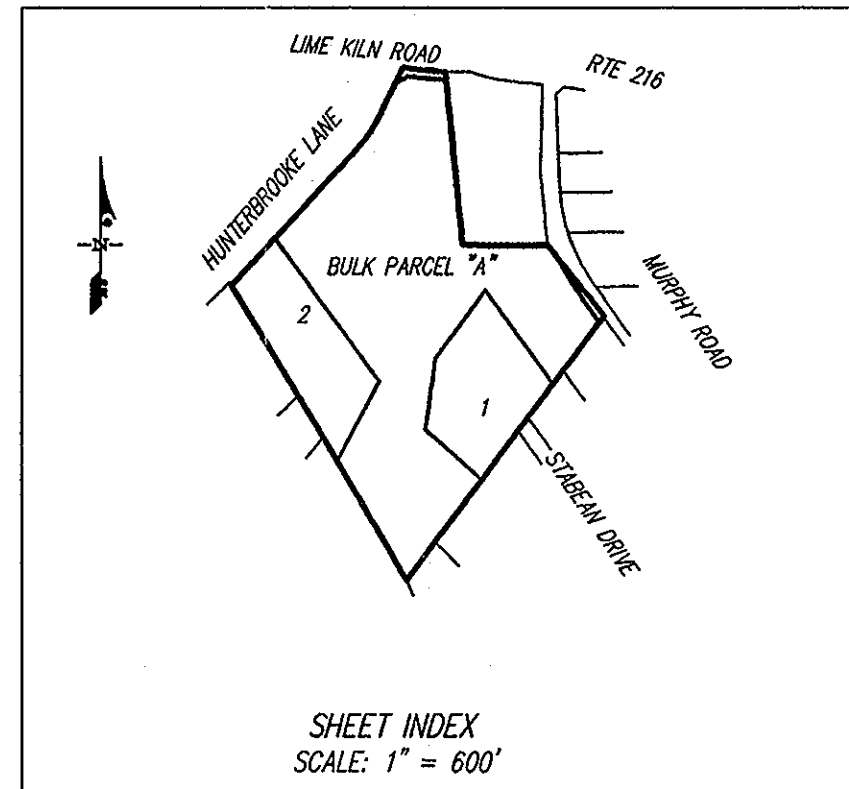 LIME KILN ROAD
RTE 216
HUNTERBROOKE LANE
N
BULK PARCEL "A"
MURPHY ROAD
2
1
STABEAN DRIVE
SHEET INDEX
SCALE: 1" = 600'